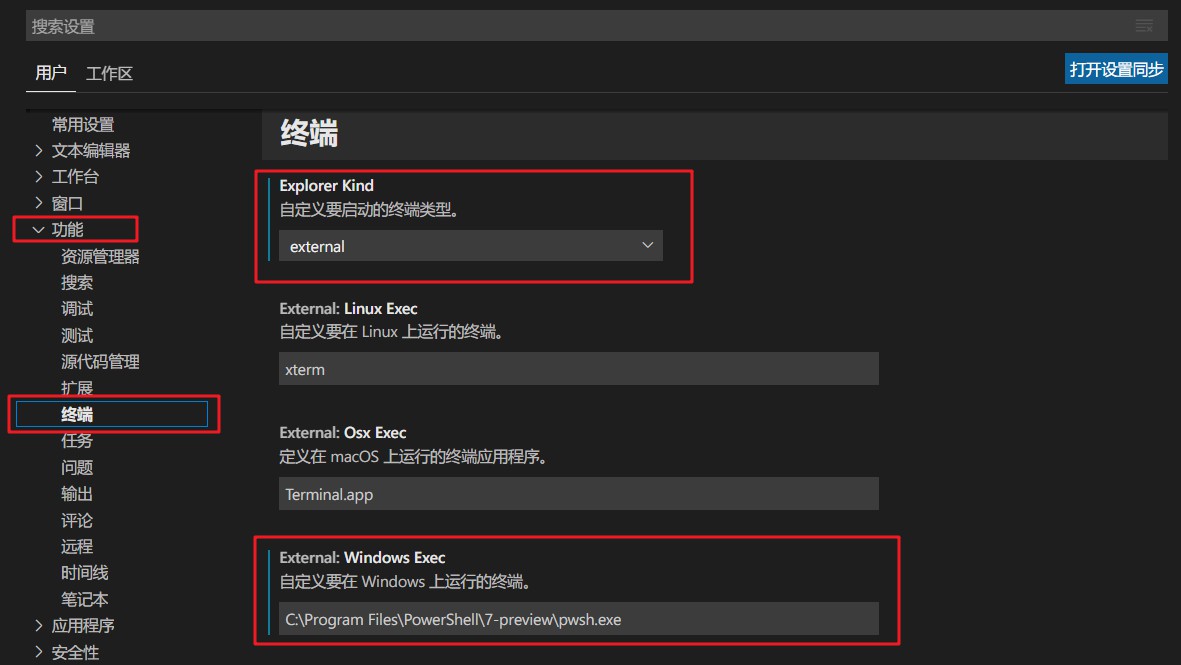 搜索设置
用户 工作区
打开设置同步
常用设置
文本编辑器
工作台
窗口
功能
资源管理器
搜索
调试
测试
源代码管理
扩展
终端
任务
问题
输出
评论
远程
时间线
笔记本
应用程序
安全性
终端
Explorer Kind
自定义要启动的终端类型。
external
External: Linux Exec
自定义要在 Linux 上运行的终端。
xterm
External: Osx Exec
定义在 macOS 上运行的终端应用程序。
Terminal.app
External: Windows Exec
自定义要在 Windows 上运行的终端。
C:\Program Files\PowerShell\7-preview\pwsh.exe